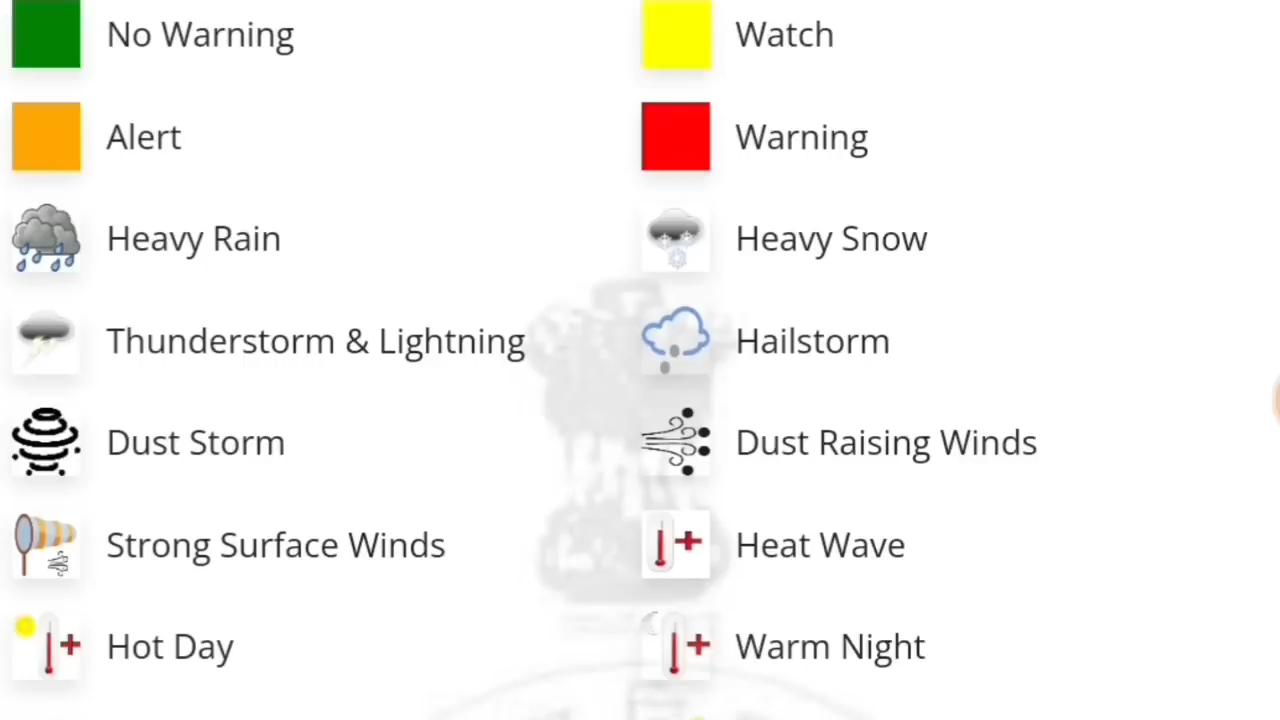 No Warning
Watch
Alert
Warning
Heavy Rain
Heavy Snow
Thunderstorm & Lightning
Hailstorm
Dust Storm
Dust Raising Winds
Strong Surface Winds
Heat Wave
Hot Day
Warm Night